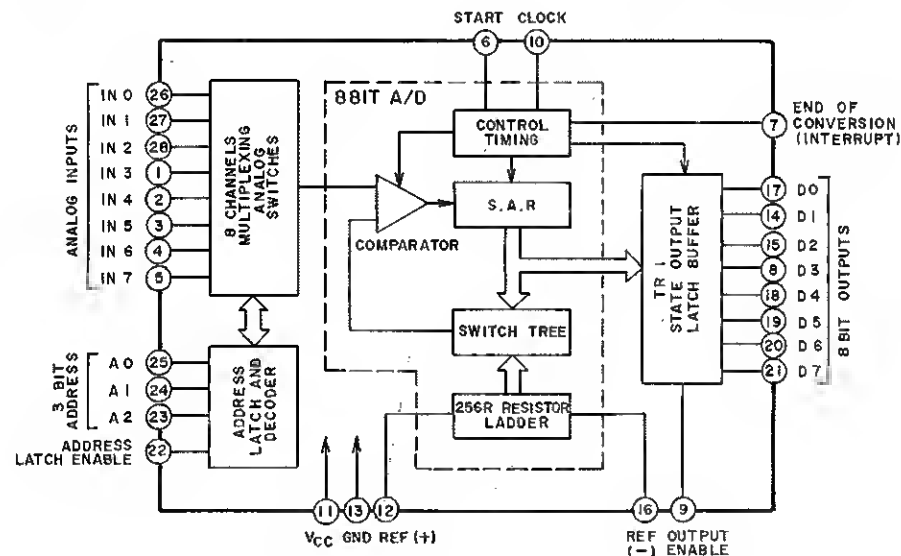 START CLOCK
6 10
ANALOG INPUTS
IN 0 26
IN 1 27
IN 2 28
IN 3 1
IN 4 2
IN 5 3
IN 6 4
IN 7 5
8 CHANNELS
MULTIPLEXING
ANALOG
SWITCHES
8BIT A/D
CONTROL
TIMING
S.A.R
COMPARATOR
SWITCH TREE
256R RESISTOR
LADDER
7 END OF
CONVERSION
(INTERRUPT)
TRI
STATE OUTPUT
LATCH BUFFER
17 D0
14 D1
15 D2
8 D3
18 D4
19 D5
20 D6
21 D7
8 BIT OUTPUTS
3 BIT
ADDRESS
A0 25
A1 24
A2 23
ADDRESS
LATCH ENABLE 22
ADDRESS
LATCH AND
DECODER
11 13 12 16 9
VCC GND REF (+)
REF
(-)
OUTPUT
ENABLE